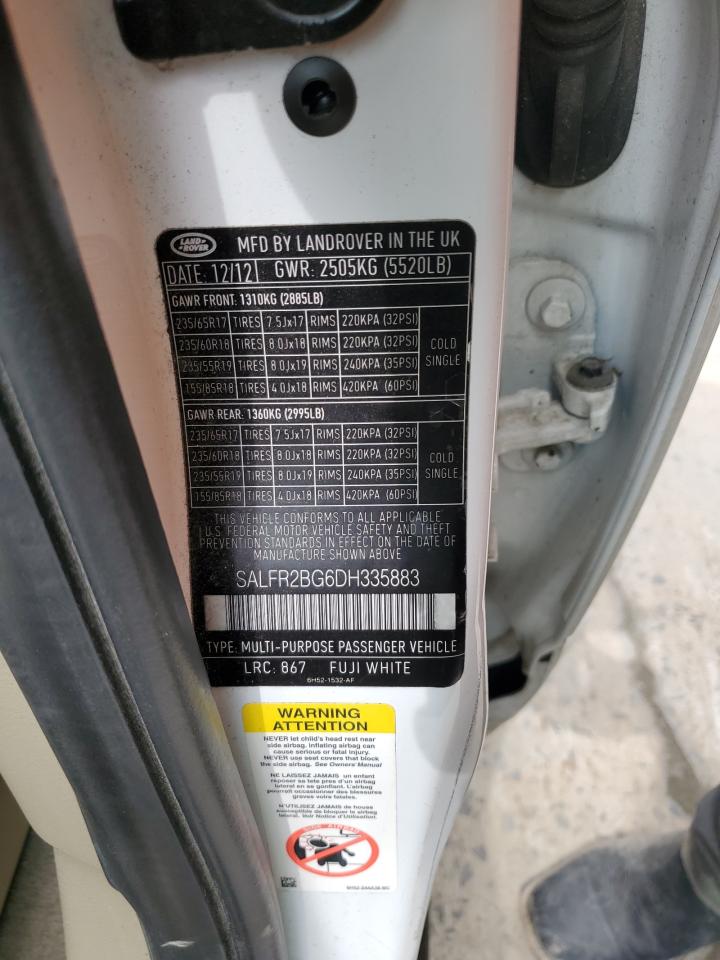 LAND ROVER
MFD BY LANDROVER IN THE UK
DATE: 12/12 GWR: 2505KG (5520LB)
GAWR FRONT: 1310KG (2885LB)
235/65R17 TIRES 7.5Jx17 RIMS 220KPA (32PSI)
235/60R18 TIRES 8.0Jx18 RIMS 220KPA (32PSI)
235/55R19 TIRES 8.0Jx19 RIMS 240KPA (35PSI)
155/85R18 TIRES 4.0Jx18 RIMS 420KPA (60PSI)
COLD
SINGLE
GAWR REAR: 1360KG (2995LB)
235/65R17 TIRES 7.5Jx17 RIMS 220KPA (32PSI)
235/60R18 TIRES 8.0Jx18 RIMS 220KPA (32PSI)
235/55R19 TIRES 8.0Jx19 RIMS 240KPA (35PSI)
155/85R18 TIRES 4.0Jx18 RIMS 420KPA (60PSI)
COLD
SINGLE
THIS VEHICLE CONFORMS TO ALL APPLICABLE
U.S. FEDERAL MOTOR VEHICLE SAFETY AND THEFT
PREVENTION STANDARDS IN EFFECT ON THE DATE OF
MANUFACTURE SHOWN ABOVE
SALFR2BG6DH335883
TYPE: MULTI-PURPOSE PASSENGER VEHICLE
LRC: 867 FUJI WHITE
6H52-1532-AF
WARNING
ATTENTION
NEVER let child's head rest near
side airbag. Inflating airbag can
cause serious or fatal injury.
NEVER use seat covers that block
the side airbag. See Owners Manual
NE LAISSEZ JAMAIS un enfant
reposer sa tete pres d'un airbag
lateral en se gonflant. L'airbag
pourrait occasionner des blessures
graves voire fatales.
N'UTILISEZ JAMAIS de house
susceptible de bloquer le airbag
lateral. Voir Notice d'Utilisation.
SIDE AIRBAG